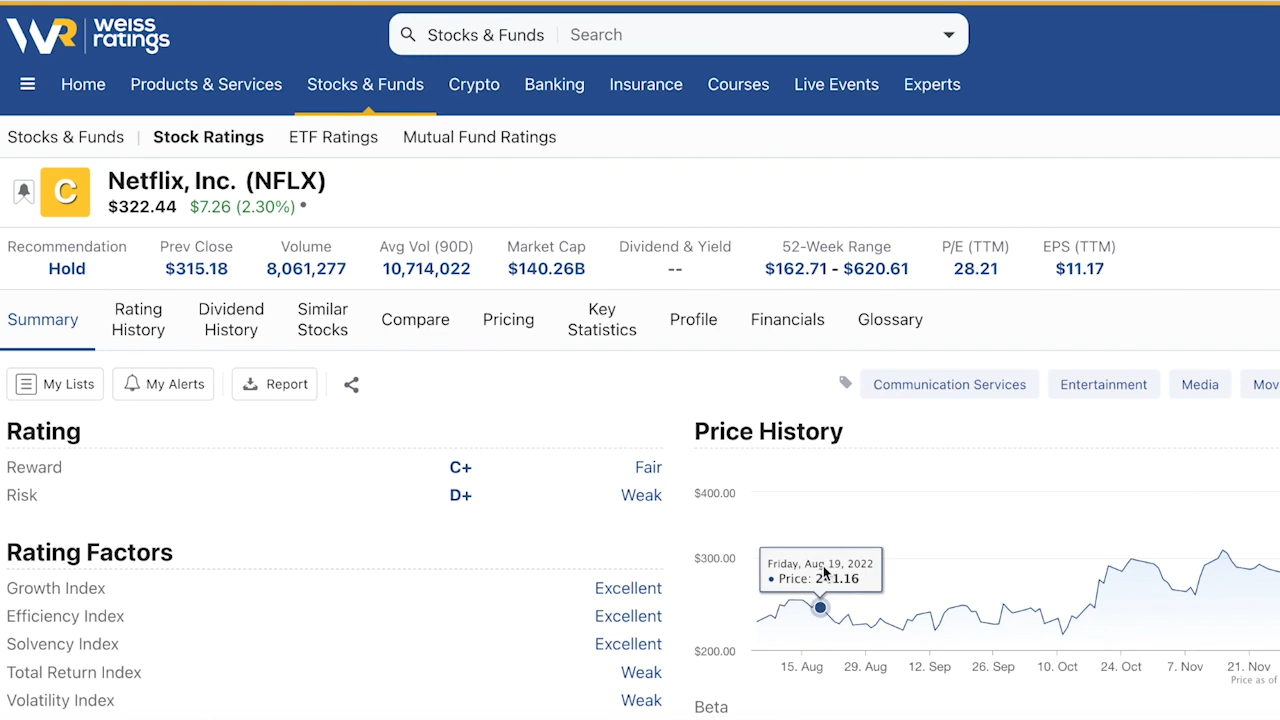 WR weiss ratings
Stocks & Funds Search
Home Products & Services Stocks & Funds Crypto Banking Insurance Courses Live Events Experts
Stocks & Funds | Stock Ratings ETF Ratings Mutual Fund Ratings
C Netflix, Inc. (NFLX)
$322.44 $7.26 (2.30%)
Recommendation Prev Close Volume Avg Vol (90D) Market Cap Dividend & Yield 52-Week Range P/E (TTM) EPS (TTM)
Hold $315.18 8,061,277 10,714,022 $140.26B -- $162.71 - $620.61 28.21 $11.17
Summary Rating History Dividend History Similar Stocks Compare Pricing Key Statistics Profile Financials Glossary
My Lists My Alerts Report Communication Services Entertainment Media Mov
Rating
Reward C+ Fair
Risk D+ Weak
Rating Factors
Growth Index Excellent
Efficiency Index Excellent
Solvency Index Excellent
Total Return Index Weak
Volatility Index Weak
Price History
$400.00
$300.00
Friday, Aug 19, 2022
Price:
$200.00
15. Aug 29. Aug 12. Sep 26. Sep 10. Oct 24. Oct 7. Nov 21. Nov
Price as of
Beta